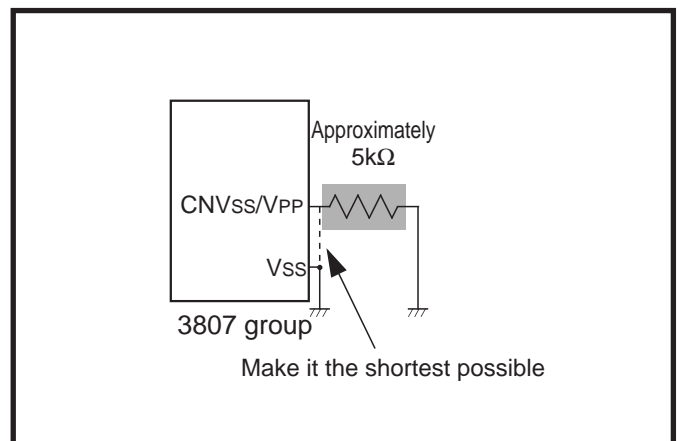 Approximately
5kΩ
CNVSS/VPP
VSS
3807 group
Make it the shortest possible